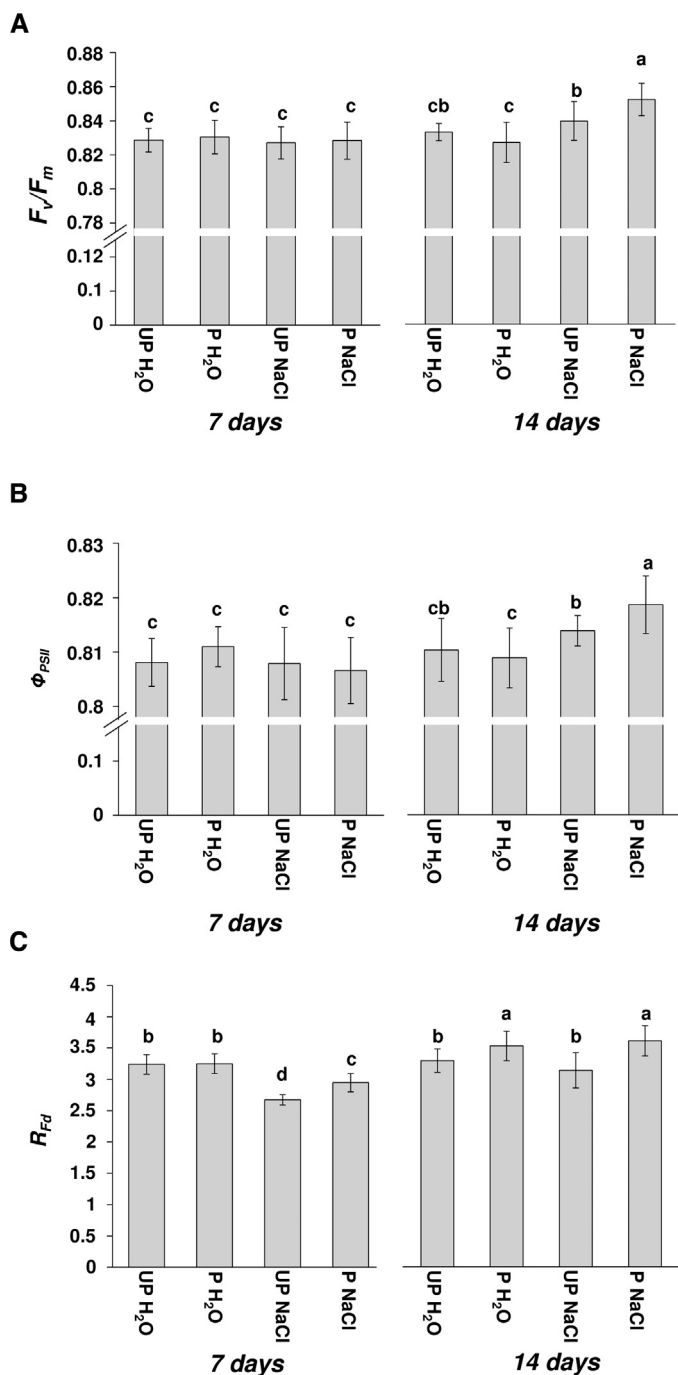 A
0.88
0.86
0.84
0.82
0.8
0.78
0.12
0.1
0
Fv/Fm
c c c c cb c b a
UP H2O P H2O UP NaCl P NaCl UP H2O P H2O UP NaCl P NaCl
7 days 14 days
B
0.83
0.82
0.81
0.8
0.1
0
ΦPSII
c c c c cb c b a
UP H2O P H2O UP NaCl P NaCl UP H2O P H2O UP NaCl P NaCl
7 days 14 days
C
4.5
4
3.5
3
2.5
2
1.5
1
0.5
0
RFd
b b d c b a b a
UP H2O P H2O UP NaCl P NaCl UP H2O P H2O UP NaCl P NaCl
7 days 14 days